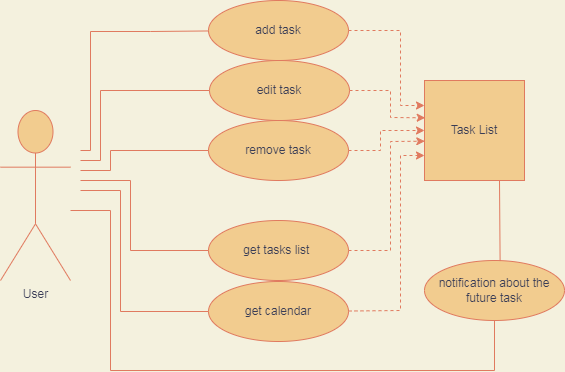 add task
edit task
Task List
remove task
get tasks list
notification about the
future task
User
get calendar